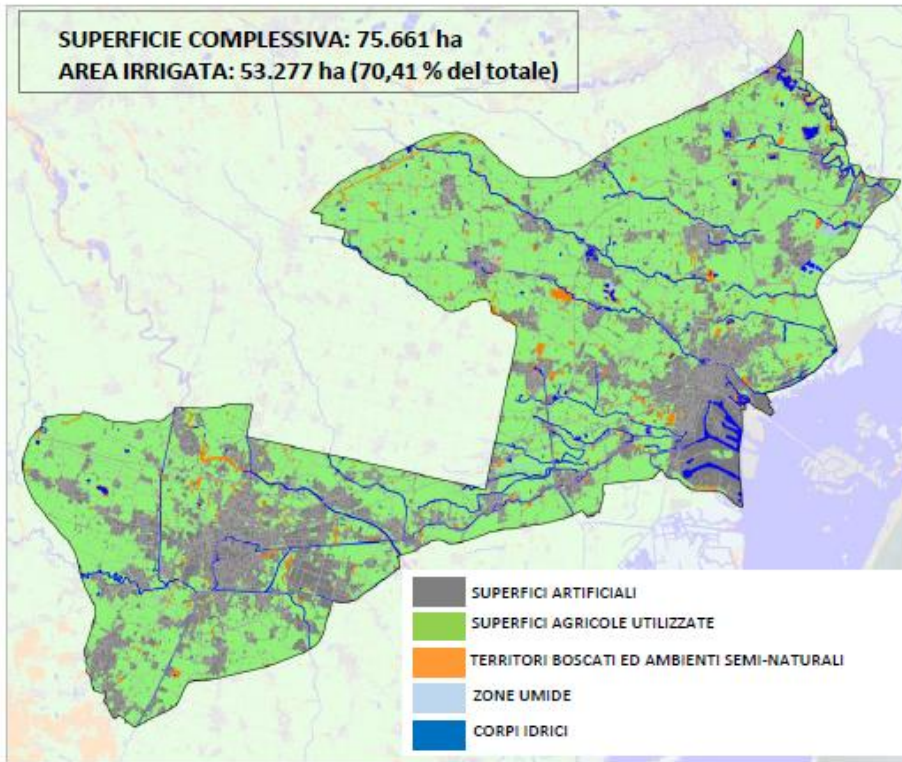 SUPERFICIE COMPLESSIVA: 75.661 ha
AREA IRRIGATA: 53.277 ha (70,41 % del totale)
SUPERFICI ARTIFICIALI
SUPERFICI AGRICOLE UTILIZZATE
TERRITORI BOSCATI ED AMBIENTI SEMI-NATURALI
ZONE UMIDE
CORPI IDRICI